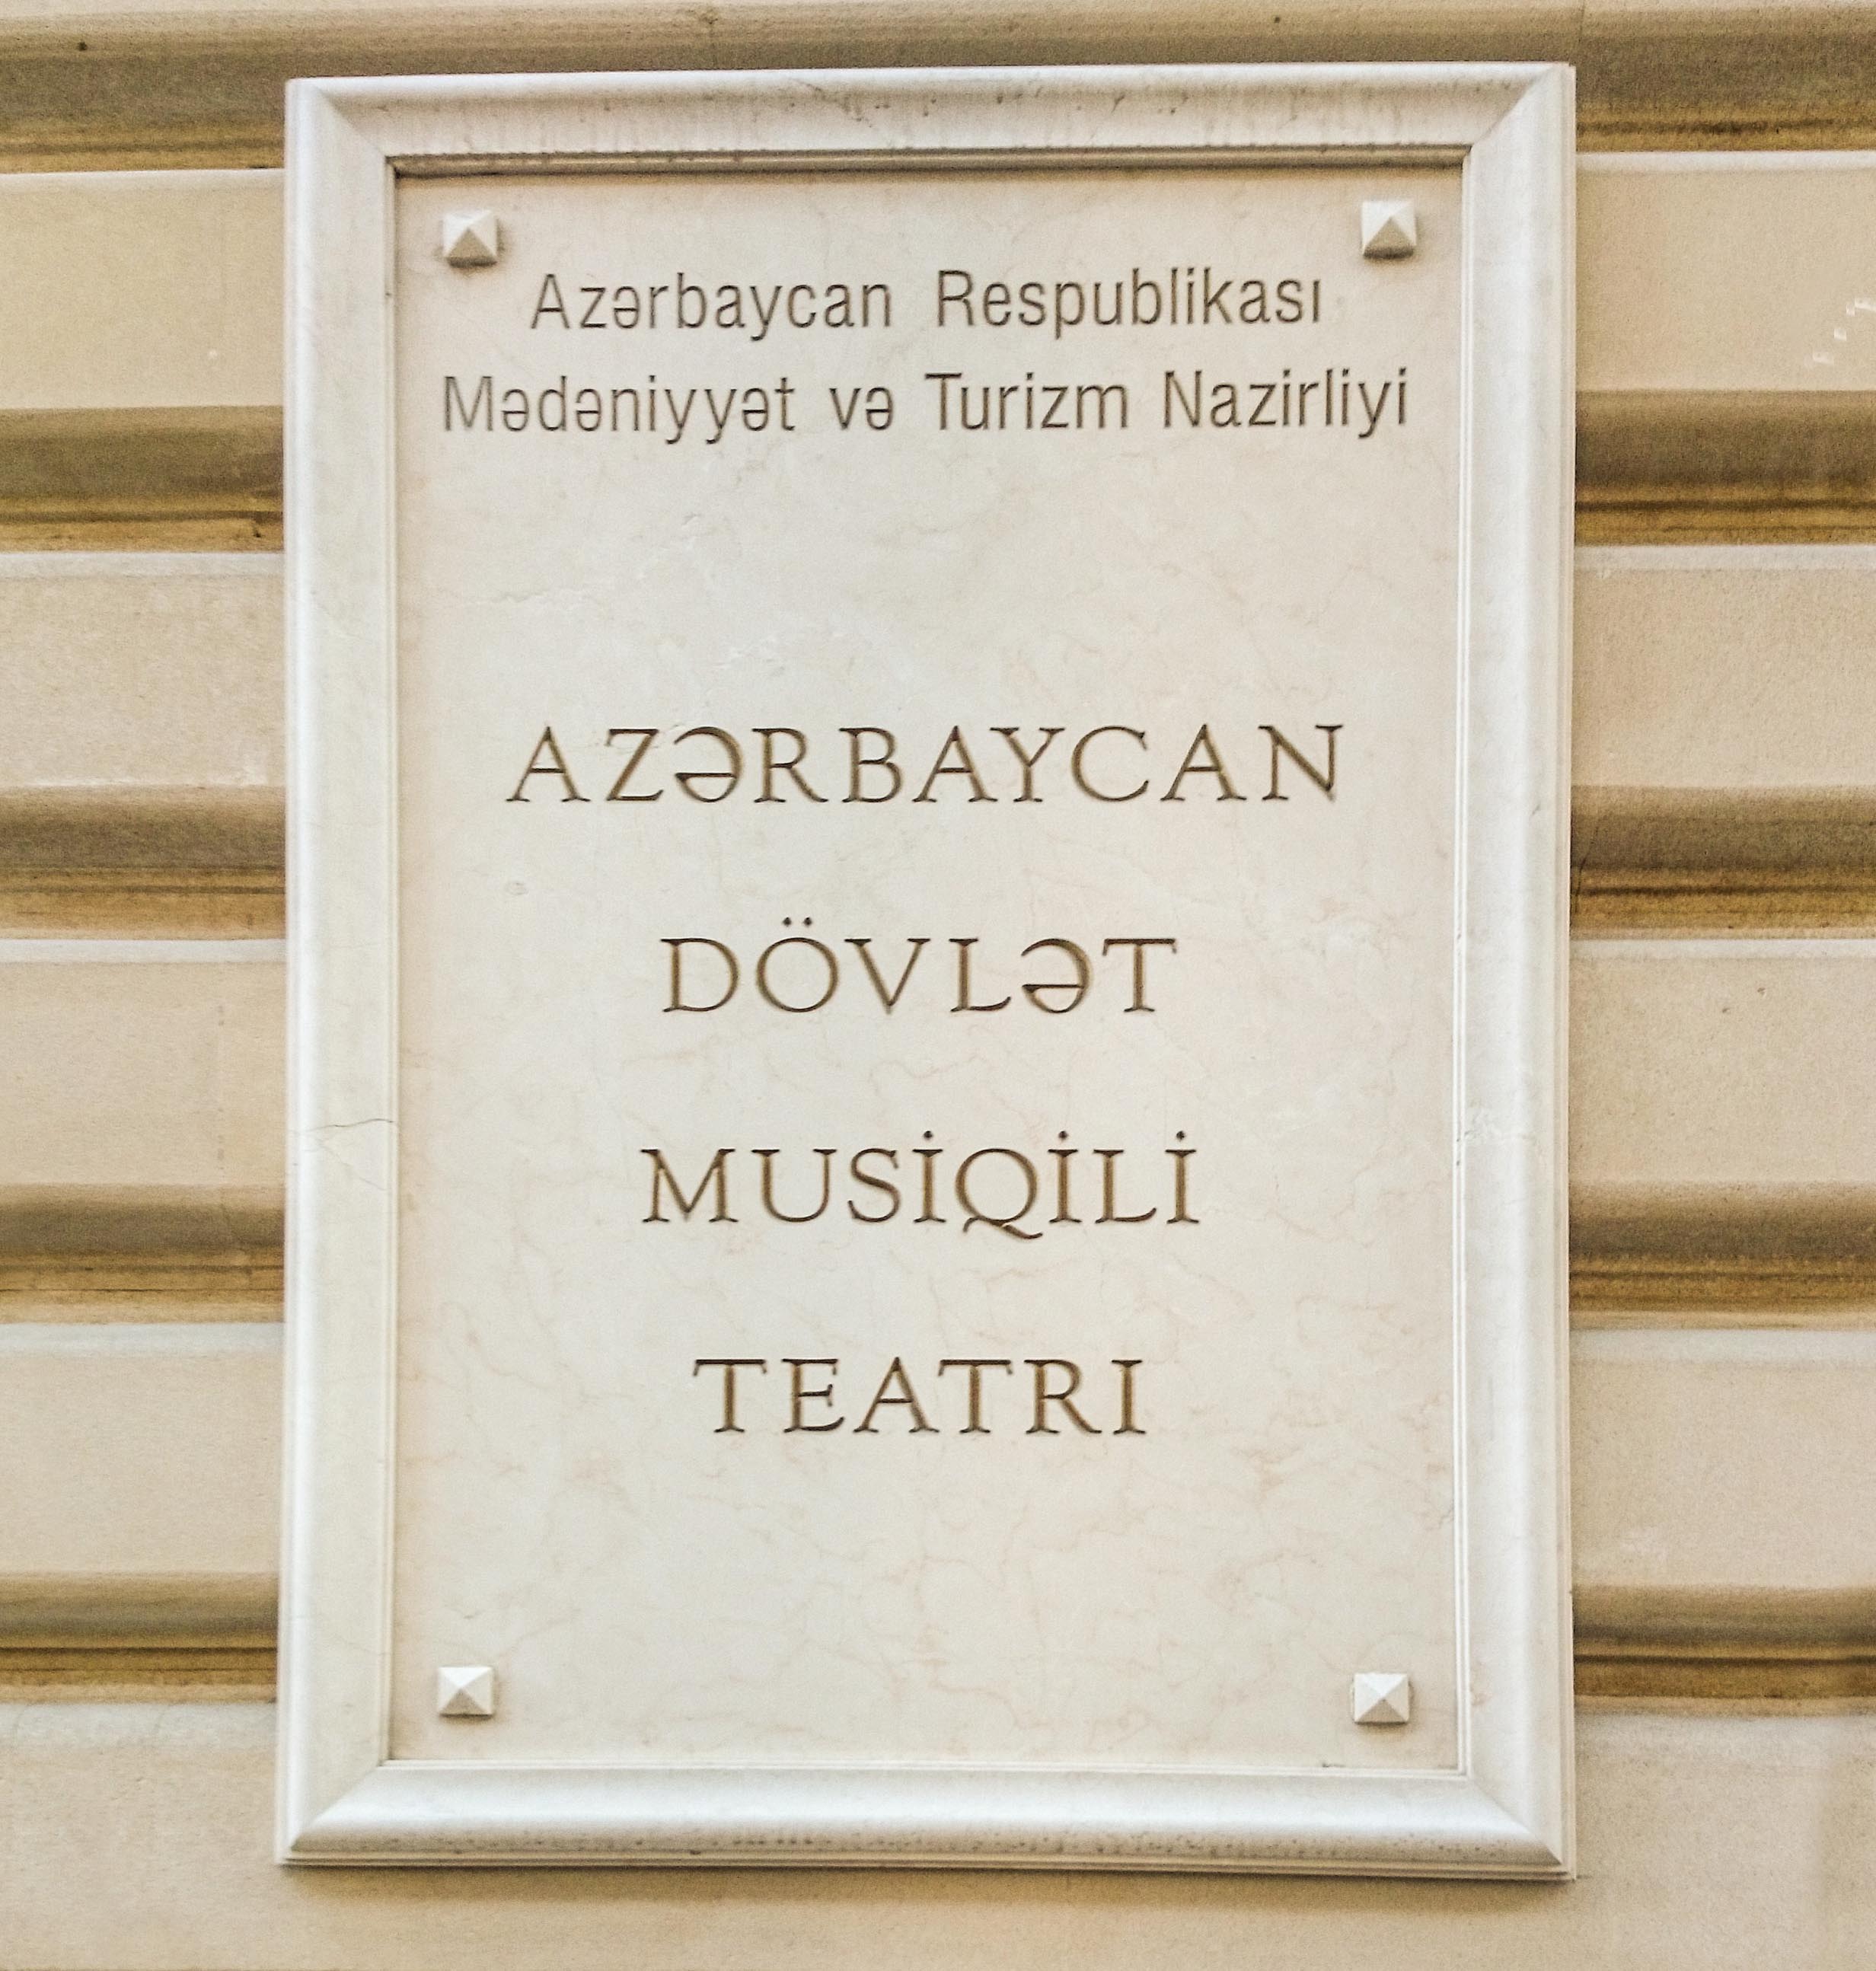 Azərbaycan Respublikası
Mədəniyyət və Turizm Nazirliyi
AZƏRBAYCAN
DÖVLƏT
MUSİQİLİ
TEATRI